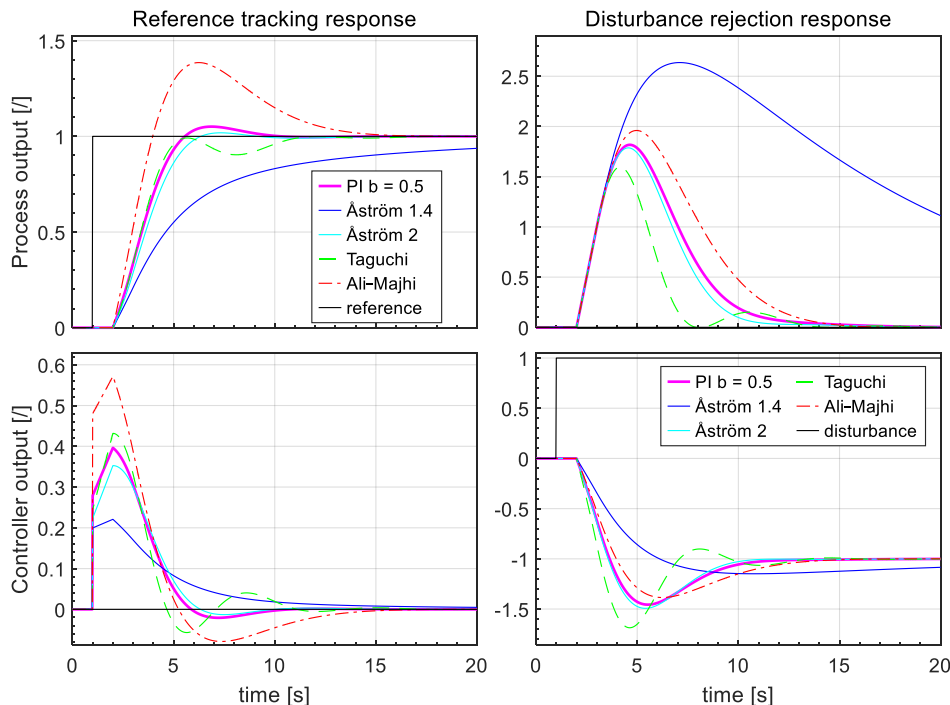 Reference tracking response
Process output [/]
1.5
1
0.5
0
PI b = 0.5
Åström 1.4
Åström 2
Taguchi
Ali–Majhi
reference
Disturbance rejection response
2.5
2
1.5
1
0.5
0
Controller output [/]
0.6
0.5
0.4
0.3
0.2
0.1
0
0 5 10 15 20
time [s]
1
0.5
0
-0.5
-1
-1.5
PI b = 0.5 Taguchi
Åström 1.4 Ali–Majhi
Åström 2 disturbance
0 5 10 15 20
time [s]